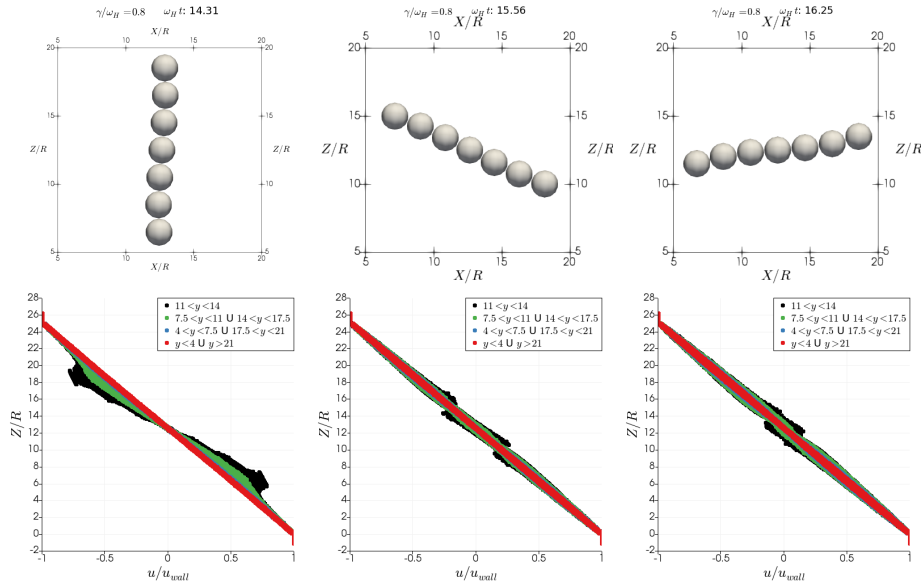 γ/ω_H =0.8 ω_H t: 14.31
X/R
5 10 15 20
20 20
15 15
Z/R Z/R
10 10
5 5
5 10 15 20
X/R
γ/ω_H =0.8 ω_H t: 15.56
X/R
5 10 15 20
20 20
15 15
Z/R Z/R
10 10
5 5
5 10 15 20
X/R
γ/ω_H =0.8 ω_H t: 16.25
X/R
5 10 15 20
20 20
15 15
Z/R Z/R
10 10
5 5
5 10 15 20
X/R
28
26
24
22
20
18
16
14
12
10
8
6
4
2
0
-2
Z/R
11<y<14
7.5<y<11 U 14<y<17.5
4<y<7.5 U 17.5<y<21
y<4 U y>21
-1 -0.5 0 0.5 1
u/u_wall
28
26
24
22
20
18
16
14
12
10
8
6
4
2
0
-2
Z/R
11<y<14
7.5<y<11 U 14<y<17.5
4<y<7.5 U 17.5<y<21
y<4 U y>21
-1 -0.5 0 0.5 1
u/u_wall
28
26
24
22
20
18
16
14
12
10
8
6
4
2
0
-2
Z/R
11<y<14
7.5<y<11 U 14<y<17.5
4<y<7.5 U 17.5<y<21
y<4 U y>21
-1 -0.5 0 0.5 1
u/u_wall